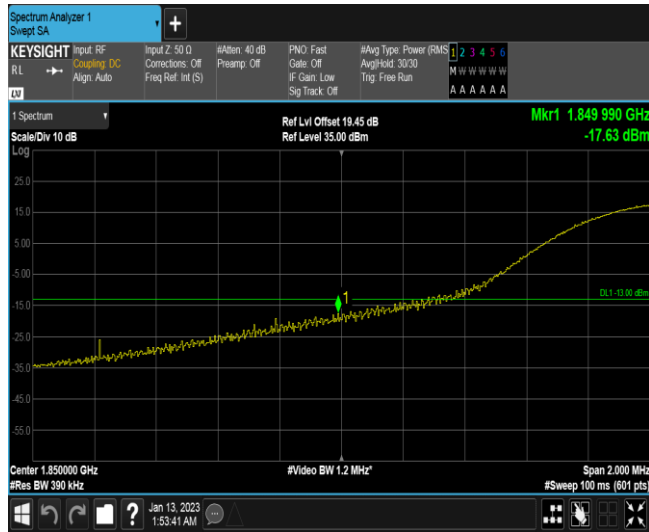 Spectrum Analyzer 1
Swept SA
KEYSIGHT
RL
LXI
Input: RF
Coupling: DC
Align: Auto
Input Z: 50 Ω
Corrections: Off
Freq Ref: Int (S)
#Atten: 40 dB
Preamp: Off
PNO: Fast
Gate: Off
IF Gain: Low
Sig Track: Off
#Avg Type: Power (RMS
Avg|Hold: 30/30
Trig: Free Run
1 2 3 4 5 6
M W W W W W
A A A A A A
1 Spectrum
Scale/Div 10 dB
Ref Lvl Offset 19.45 dB
Ref Level 35.00 dBm
Mkr1 1.849 990 GHz
-17.63 dBm
Log
25.0
15.0
5.00
-5.00
1
DL1 -13.00 dBm
-15.0
-25.0
-35.0
-45.0
-55.0
Center 1.850000 GHz
#Video BW 1.2 MHz*
Span 2.000 MHz
#Res BW 390 kHz
#Sweep 100 ms (601 pts)
?
Jan 13, 2023
1:53:41 AM